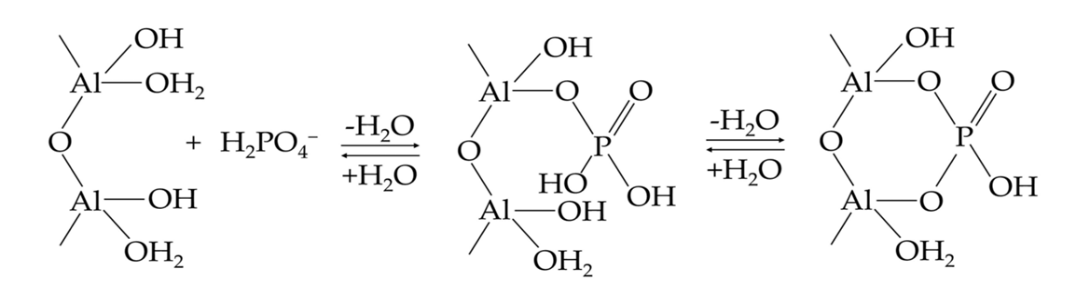 OH
Al—OH₂
O
Al—OH
OH₂
+ H₂PO₄⁻
-H₂O
+H₂O
OH
Al—O
O
O
P
HO
OH
Al—OH
OH₂
-H₂O
+H₂O
OH
Al—O
O
O
P
OH
Al—O
OH₂